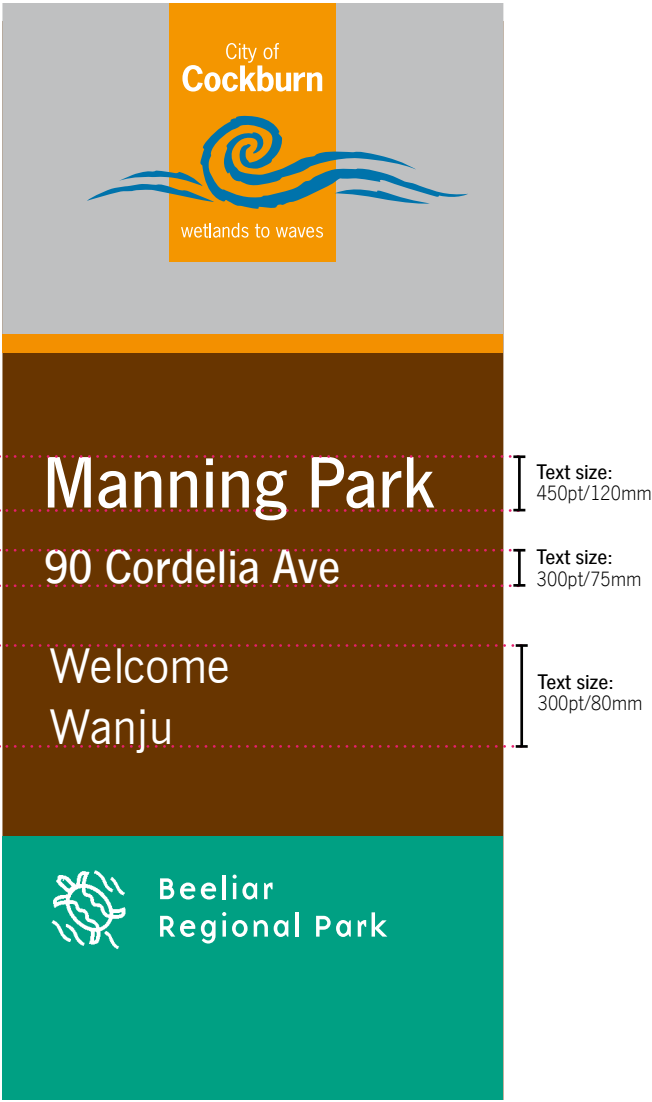 City of
Cockburn
wetlands to waves
Manning Park
Text size:
450pt/120mm
90 Cordelia Ave
Text size:
300pt/75mm
Welcome
Wanju
Text size:
300pt/80mm
Beeliar
Regional Park